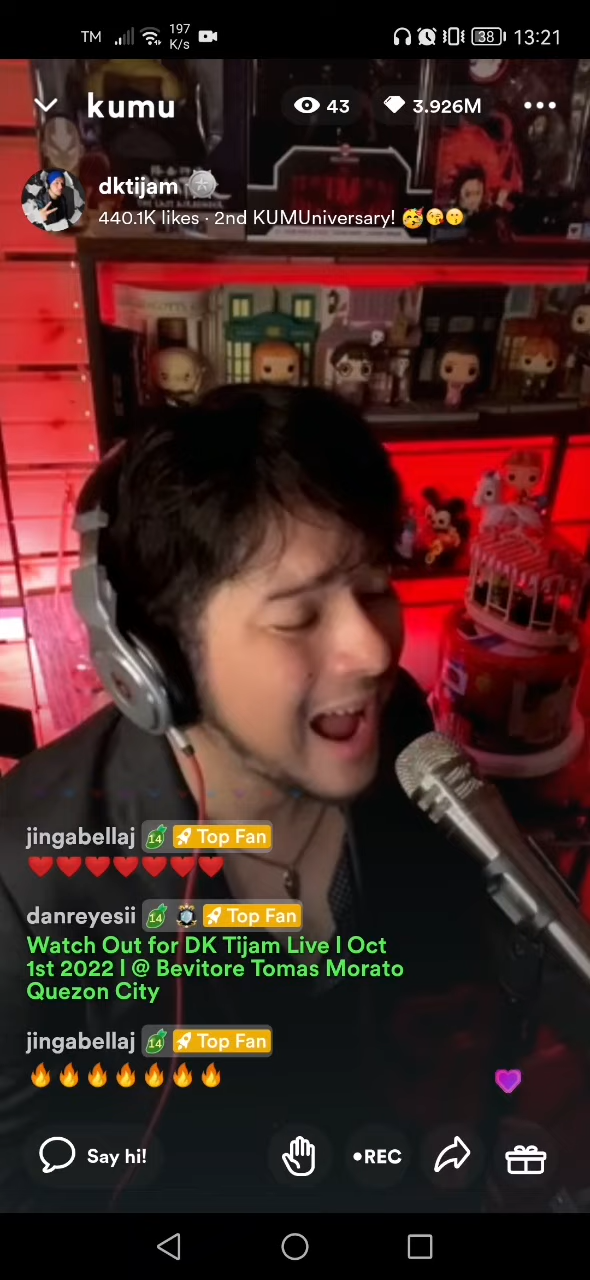 TM
197
K/s
38
13:21
kumu
43
3.926M
dktijam
440.1K likes · 2nd KUMUniversary! 🥳😘😗
jingabellaj 14 Top Fan
❤️❤️❤️❤️❤️❤️❤️
danreyesii 14 Top Fan
Watch Out for DK Tijam Live I Oct
1st 2022 I @ Bevitore Tomas Morato
Quezon City
jingabellaj 14 Top Fan
🔥🔥🔥🔥🔥🔥🔥
Say hi!
•REC